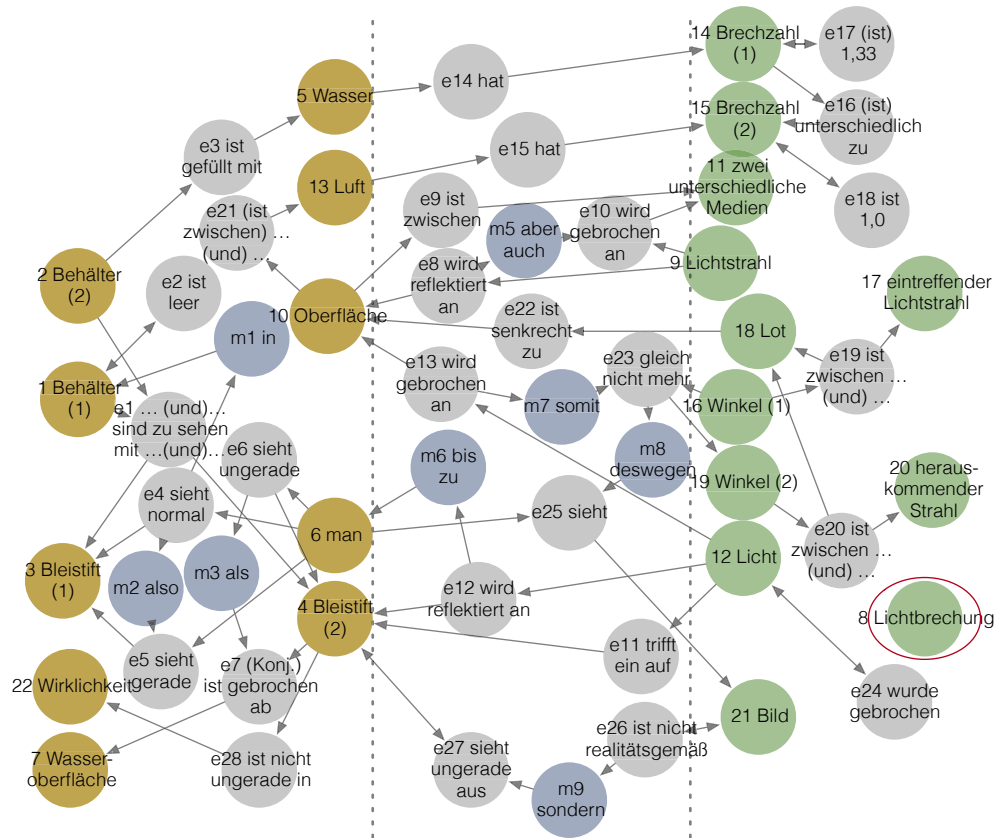 14 Brechzahl
(1)
e17 (ist)
1,33
e14 hat
5 Wasser
15 Brechzahl
(2)
e16 (ist)
unterschiedlich
zu
e3 ist
gefüllt mit
e15 hat
13 Luft
11 zwei
unterschiedliche
Medien
e9 ist
zwischen
e10 wird
gebrochen
an
m5 aber
auch
e18 ist
1,0
e21 (ist
zwischen) …
(und) …
2 Behälter
(2)
e2 ist
leer
e8 wird
reflektiert
an
9 Lichtstrahl
17 eintreffender
Lichtstrahl
10 Oberfläche
e22 ist
senkrecht
zu
18 Lot
m1 in
e13 wird
gebrochen
an
e23 gleich
nicht mehr
e19 ist
zwischen …
(und) …
1 Behälter
(1)
m7 somit
16 Winkel (1)
e1 … (und)…
sind zu sehen
mit …(und)…
e6 sieht
ungerade
m6 bis
zu
m8
deswegen
19 Winkel (2)
20 heraus-
kommender
Strahl
e4 sieht
normal
e25 sieht
6 man
e20 ist
zwischen …
(und) …
12 Licht
3 Bleistift
(1)
m2 also
m3 als
e12 wird
reflektiert an
4 Bleistift
(2)
8 Lichtbrechung
e5 sieht
gerade
e7 (Konj.)
ist gebrochen
ab
e11 trifft
ein auf
22 Wirklichkeit
e24 wurde
gebrochen
21 Bild
e26 ist nicht
realitätsgemäß
7 Wasser-
oberfläche
e28 ist nicht
ungerade in
e27 sieht
ungerade
aus
m9
sondern